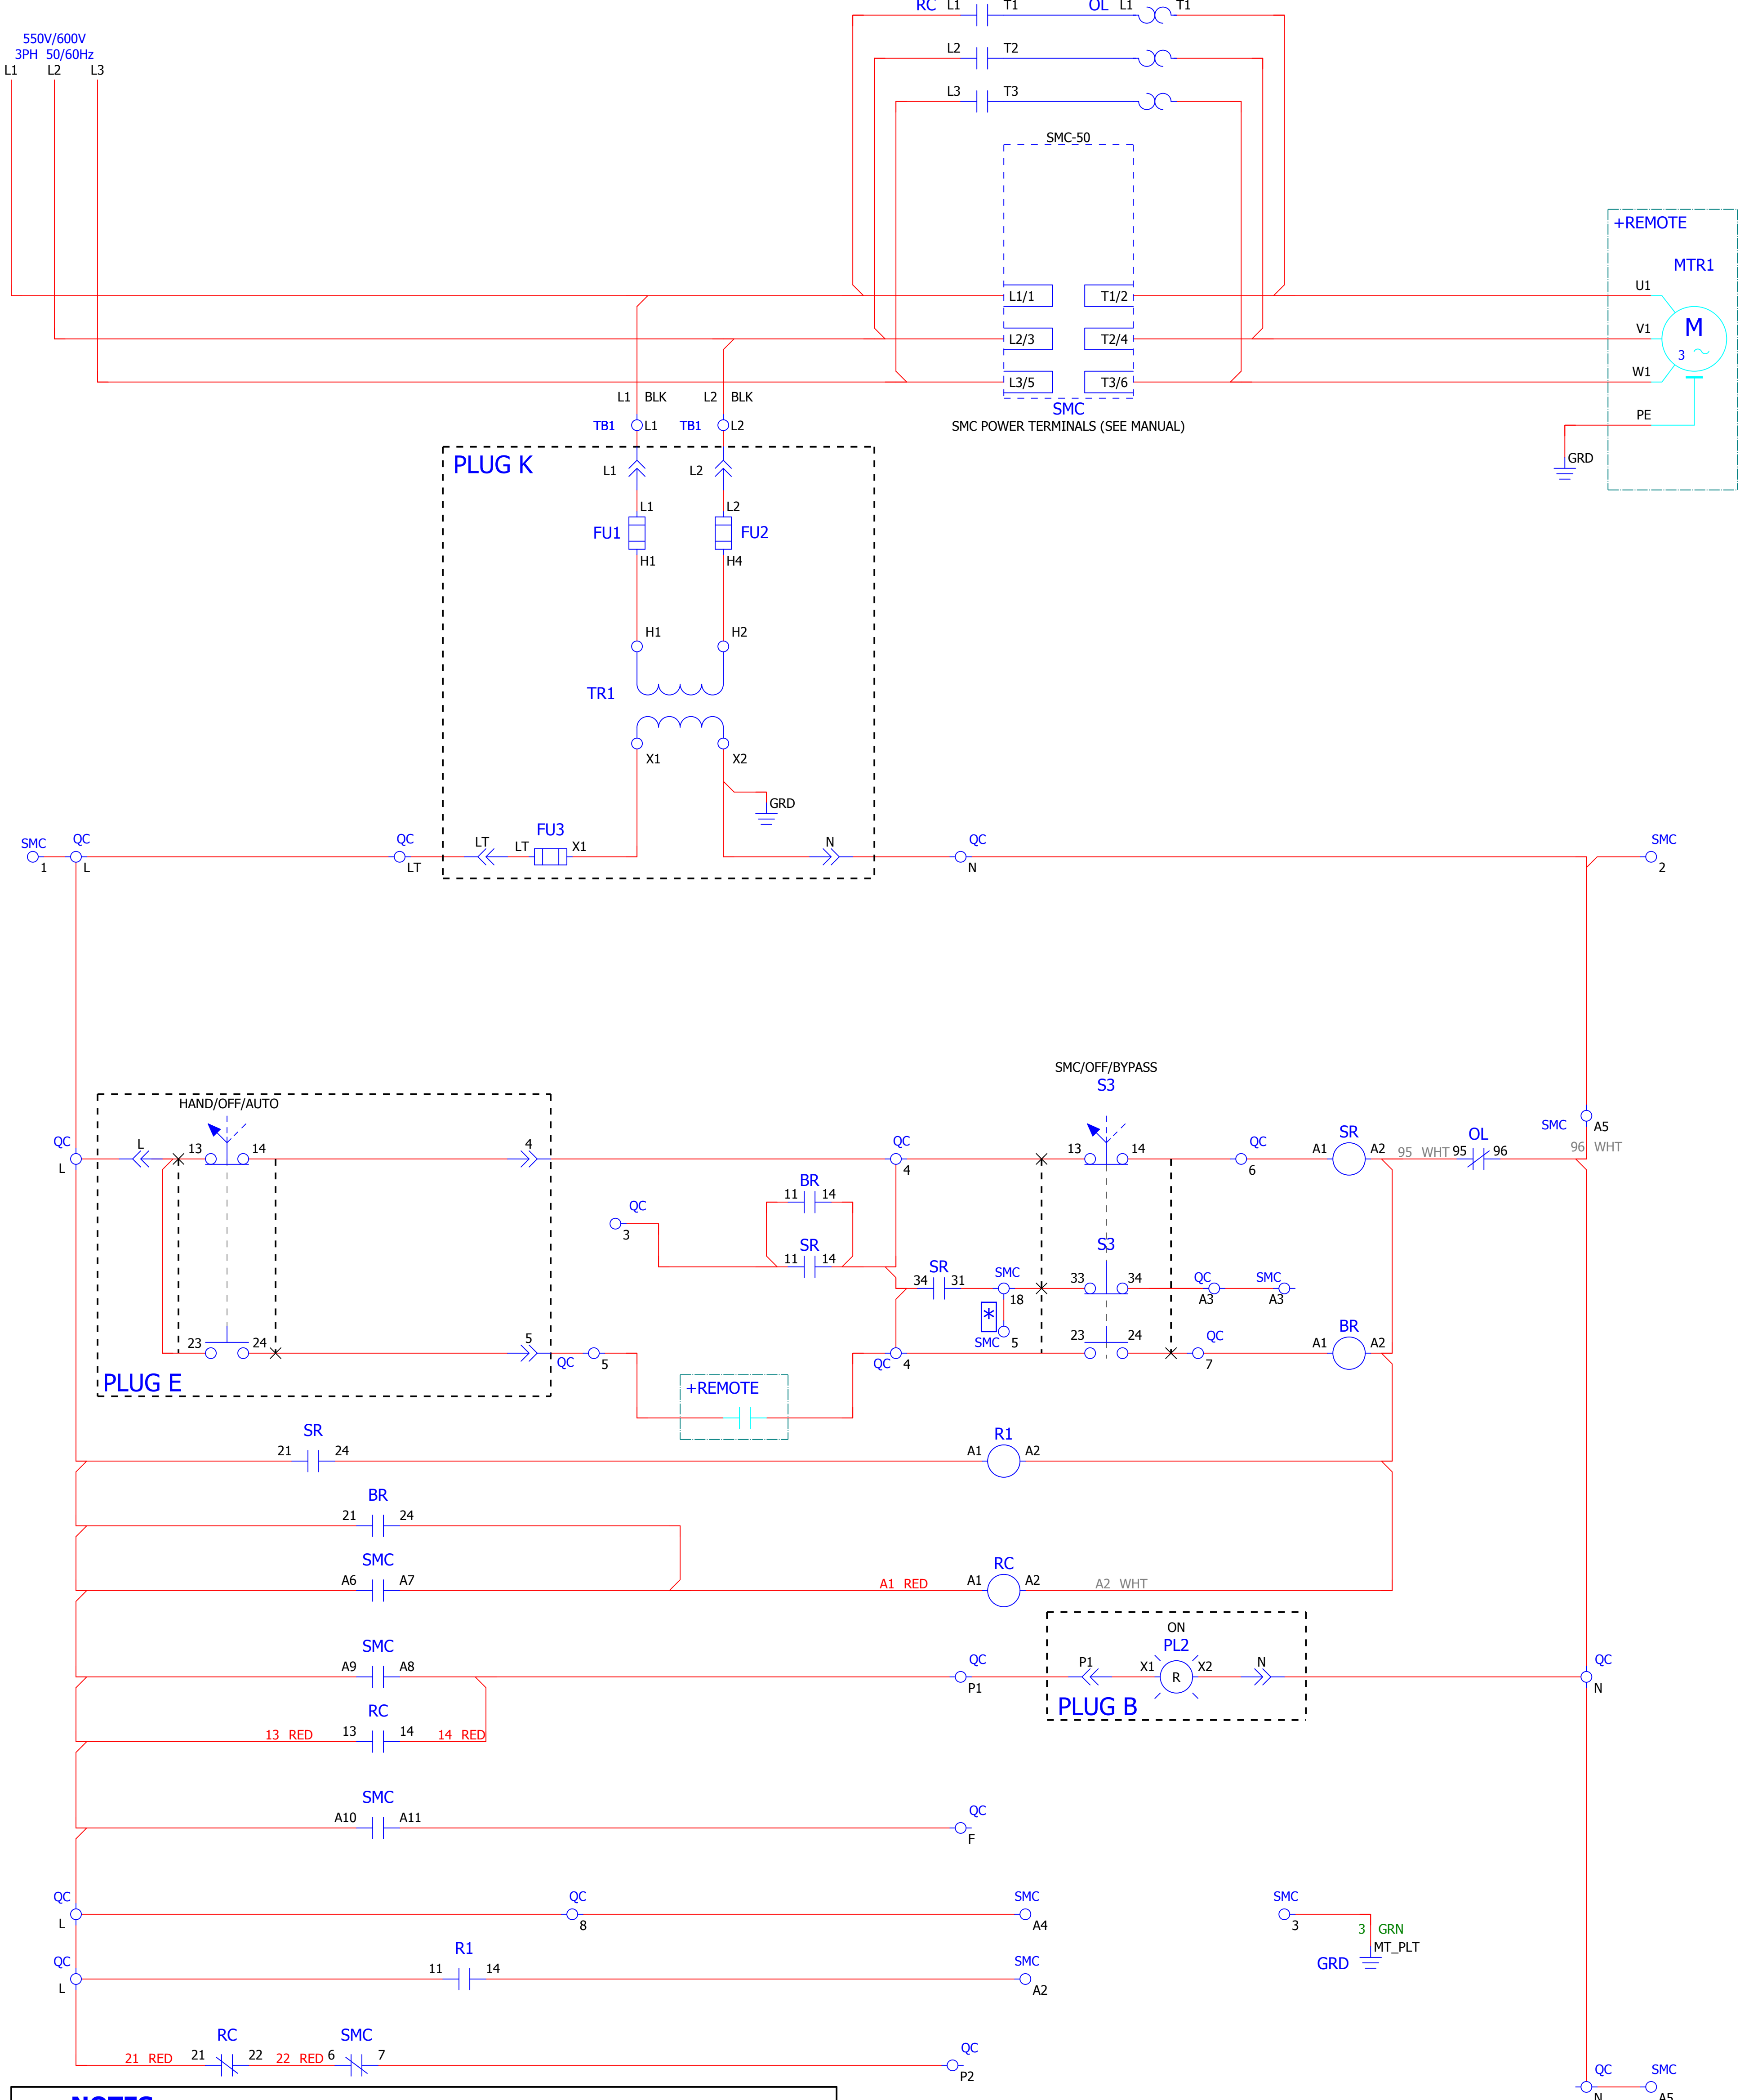 RC L1 T1 OL L1 T1
550V/600V
3PH 50/60Hz
L1 L2 L3
L2 T2
L3 T3
SMC-50
+REMOTE
MTR1
L1/1 T1/2 U1
M
3
L2/3 T2/4 V1
L3/5 T3/6 W1
L1 BLK L2 BLK
SMC
PE
TB1 L1 TB1 L2
SMC POWER TERMINALS (SEE MANUAL)
PLUG K
L1 L2
GRD
L1 L2
FU1 FU2
H1 H4
H1 H2
TR1
X1 X2
GRD
SMC QC QC LT LT FU3 X1 N QC SMC
1 L LT N 2
SMC/OFF/BYPASS
S3
HAND/OFF/AUTO
SMC A5
QC L 13 14 4 QC 13 14 QC SR OL 96 WHT
L 4 6 A1 A2 95 WHT 95 96
BR
11 14
QC
3
SR
11 14
S3
SR
34 31 SMC 33 34 QC SMC
18 A3 A3
*
SMC 5
23 24 5 QC 5 QC 4 23 24 QC 7 A1 BR A2
PLUG E
+REMOTE
SR R1
21 24 A1 A2
BR
21 24
SMC RC
A6 A7 A1 RED A1 A2 A2 WHT
ON
SMC PL2
A9 A8 QC P1 X1 R X2 N QC
P1 N
PLUG B
RC
13 RED 13 14 14 RED
SMC
A10 A11 QC
F
QC QC SMC SMC
L 8 A4 3 3 GRN
MT_PLT
GRD
QC R1 SMC
L 11 14 A2
RC SMC
21 RED 21 22 22 RED 6 7 QC
P2
QC SMC
N A5
NOTES